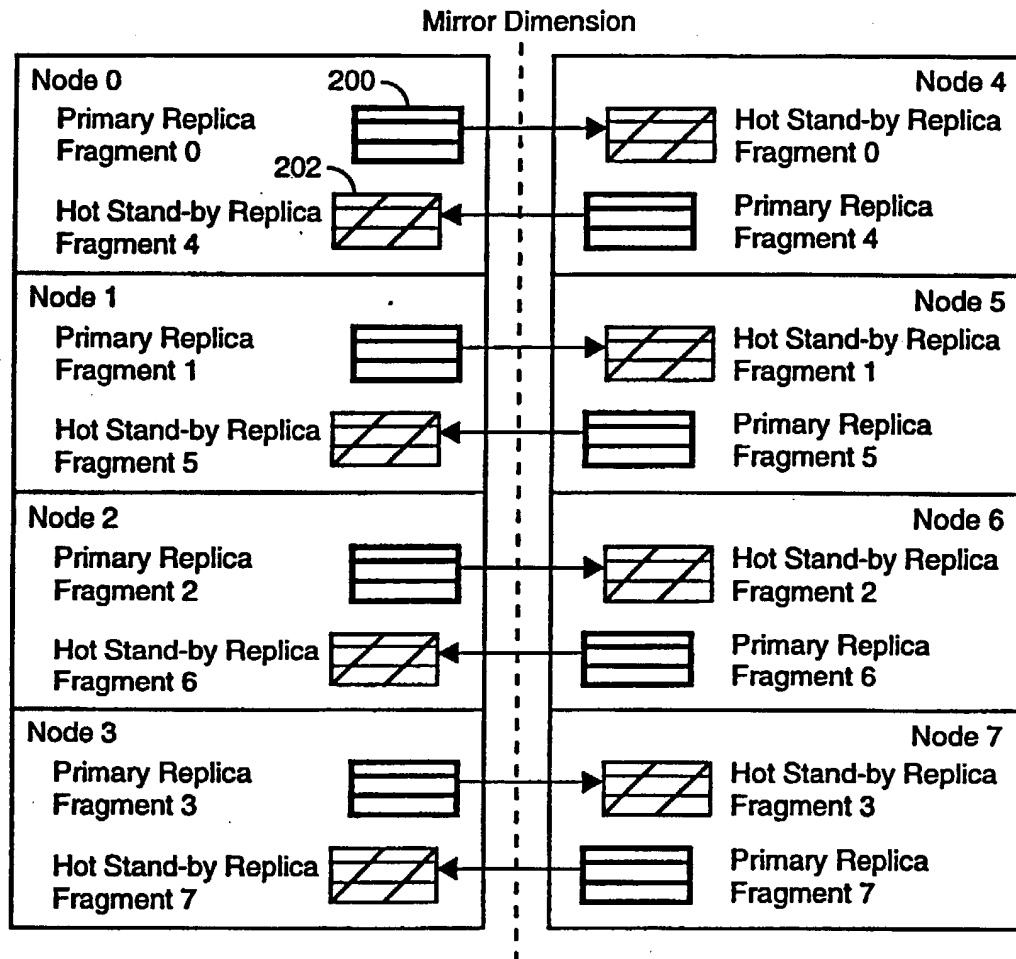 Mirror Dimension
Node 0
200
Primary Replica
Fragment 0
202
Hot Stand-by Replica
Fragment 4
Node 4
Hot Stand-by Replica
Fragment 0
Primary Replica
Fragment 4
Node 1
Primary Replica
Fragment 1
Hot Stand-by Replica
Fragment 5
Node 5
Hot Stand-by Replica
Fragment 1
Primary Replica
Fragment 5
Node 2
Primary Replica
Fragment 2
Hot Stand-by Replica
Fragment 6
Node 6
Hot Stand-by Replica
Fragment 2
Primary Replica
Fragment 6
Node 3
Primary Replica
Fragment 3
Hot Stand-by Replica
Fragment 7
Node 7
Hot Stand-by Replica
Fragment 3
Primary Replica
Fragment 7